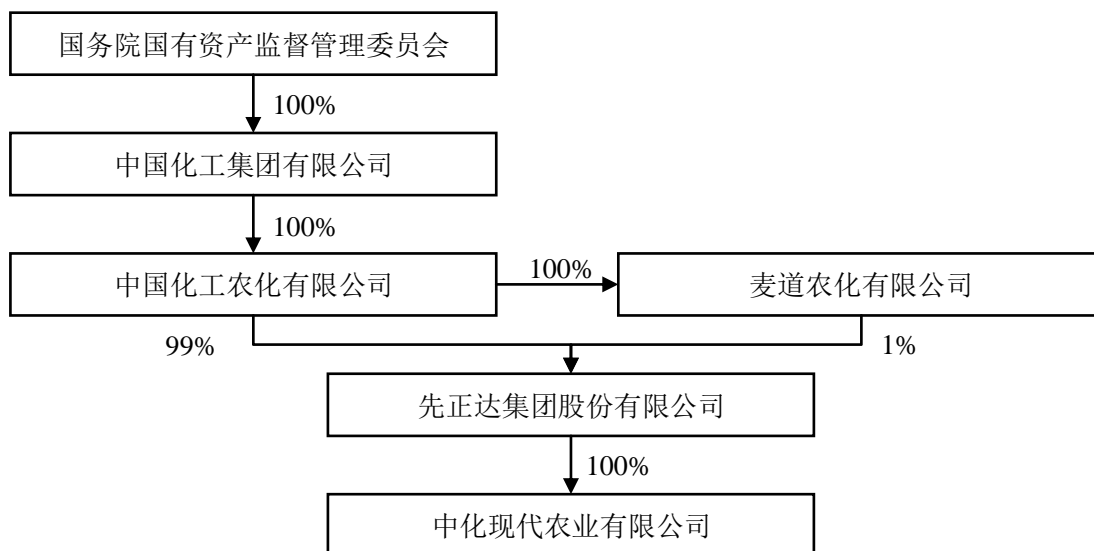 国务院国有资产监督管理委员会
100%
中国化工集团有限公司
100%
中国化工农化有限公司
100%
麦道农化有限公司
99%
1%
先正达集团股份有限公司
100%
中化现代农业有限公司